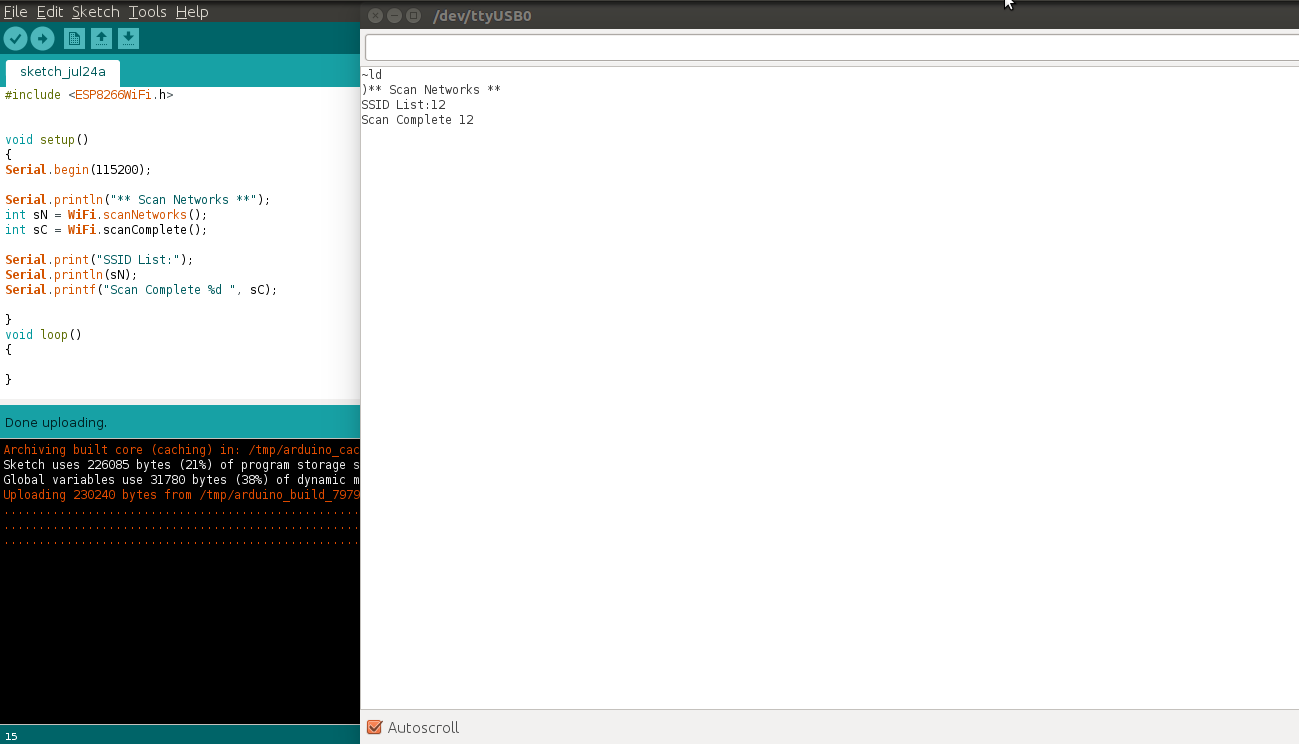 File Edit Sketch Tools Help
sketch_jul24a
#include <ESP8266WiFi.h>
void setup()
{
Serial.begin(115200);
Serial.println("** Scan Networks **");
int sN = WiFi.scanNetworks();
int sC = WiFi.scanComplete();
Serial.print("SSID List:");
Serial.println(sN);
Serial.printf("Scan Complete %d ", sC);
}
void loop()
{
}
Done uploading.
Archiving built core (caching) in: /tmp/arduino_cac
Sketch uses 226085 bytes (21%) of program storage s
Global variables use 31780 bytes (38%) of dynamic m
Uploading 230240 bytes from /tmp/arduino_build_7979
...................................................
...................................................
...................................................
15
/dev/ttyUSB0
~ld
)** Scan Networks **
SSID List:12
Scan Complete 12
Autoscroll